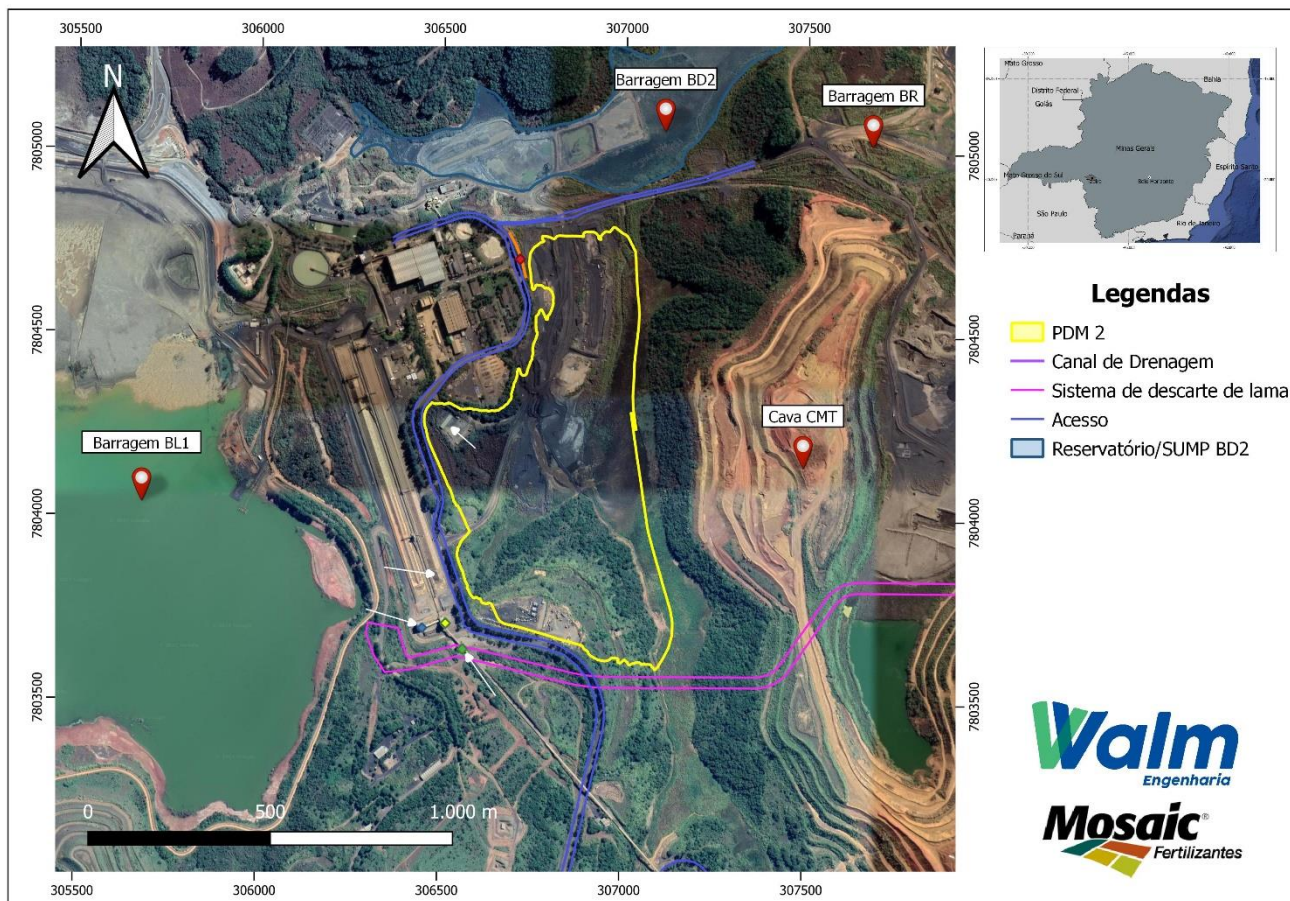 305500 306000 306500 307000 307500
N
Barragem BD2
Barragem BR
7805000
7805000
7804500
7804500
Cava CMT
Barragem BL1
7804000
7804000
7803500
7803500
0 500 1.000 m
305500 306000 306500 307000 307500
Mato Grosso
Distrito Federal
Goiás
Bahia
Minas Gerais
Espírito Santo
Mato Grosso do Sul
Belo Horizonte
São Paulo
Rio de Janeiro
Paraná
Legendas
PDM 2
Canal de Drenagem
Sistema de descarte de lama
Acesso
Reservatório/SUMP BD2
Walm
Engenharia
Mosaic®
Fertilizantes